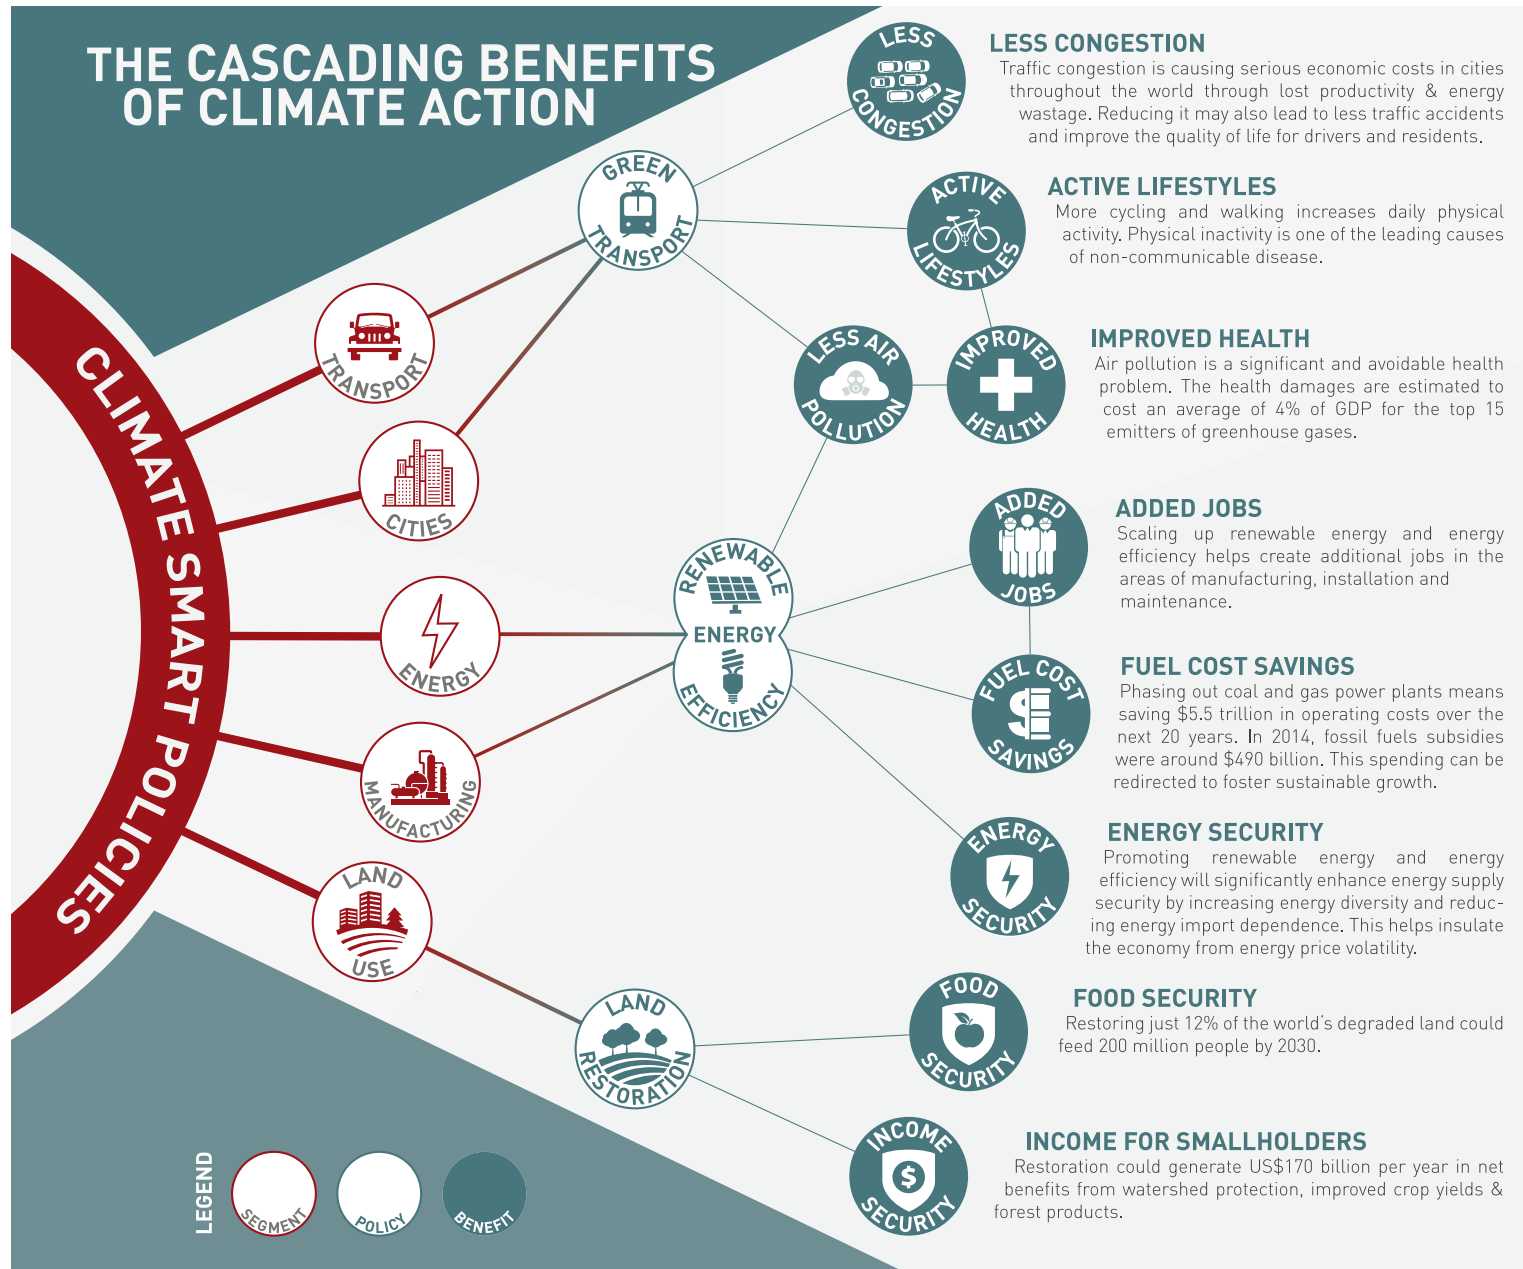 THE CASCADING BENEFITS
OF CLIMATE ACTION
CLIMATE SMART POLICIES
TRANSPORT
CITIES
ENERGY
MANUFACTURING
LAND
USE
GREEN
TRANSPORT
RENEWABLE
ENERGY
EFFICIENCY
LAND
RESTORATION
LESS
CONGESTION
LESS CONGESTION
Traffic congestion is causing serious economic costs in cities
throughout the world through lost productivity & energy
wastage. Reducing it may also lead to less traffic accidents
and improve the quality of life for drivers and residents.
ACTIVE
LIFESTYLES
ACTIVE LIFESTYLES
More cycling and walking increases daily physical
activity. Physical inactivity is one of the leading causes
of non-communicable disease.
LESS AIR
POLLUTION
IMPROVED
HEALTH
IMPROVED HEALTH
Air pollution is a significant and avoidable health
problem. The health damages are estimated to
cost an average of 4% of GDP for the top 15
emitters of greenhouse gases.
ADDED
JOBS
ADDED JOBS
Scaling up renewable energy and energy
efficiency helps create additional jobs in the
areas of manufacturing, installation and
maintenance.
FUEL COST
SAVINGS
FUEL COST SAVINGS
Phasing out coal and gas power plants means
saving $5.5 trillion in operating costs over the
next 20 years. In 2014, fossil fuels subsidies
were around $490 billion. This spending can be
redirected to foster sustainable growth.
ENERGY
SECURITY
ENERGY SECURITY
Promoting renewable energy and energy
efficiency will significantly enhance energy supply
security by increasing energy diversity and reduc-
ing energy import dependence. This helps insulate
the economy from energy price volatility.
FOOD
SECURITY
FOOD SECURITY
Restoring just 12% of the world's degraded land could
feed 200 million people by 2030.
INCOME
$
SECURITY
INCOME FOR SMALLHOLDERS
Restoration could generate US$170 billion per year in net
benefits from watershed protection, improved crop yields &
forest products.
LEGEND
SEGMENT
POLICY
BENEFIT